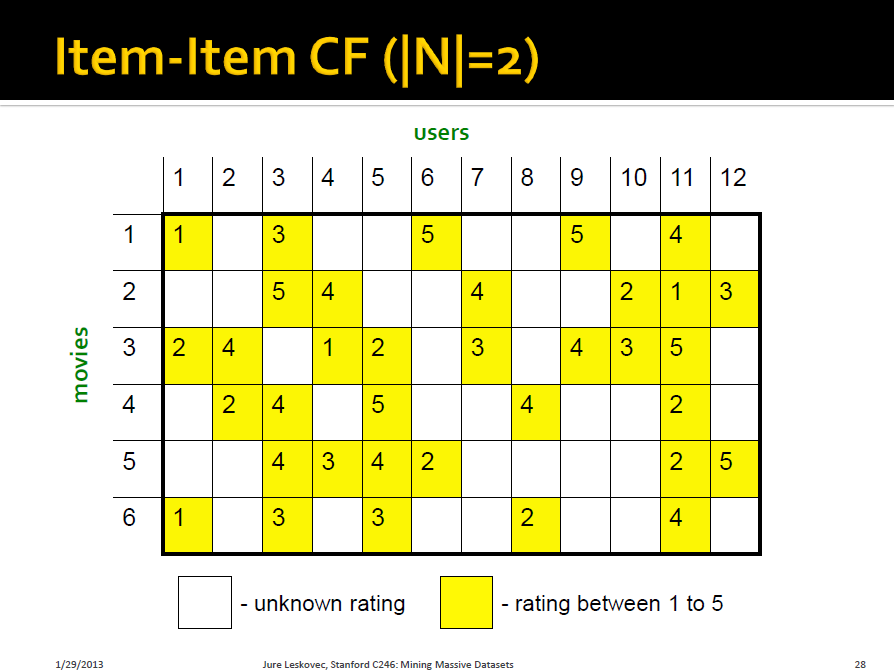 Item-Item CF (|N|=2)
users
1 2 3 4 5 6 7 8 9 10 11 12
1 1 3 5 5 4
2 5 4 4 2 1 3
movies
3 2 4 1 2 3 4 3 5
4 2 4 5 4 2
5 4 3 4 2 2 5
6 1 3 3 2 4
- unknown rating - rating between 1 to 5
1/29/2013 Jure Leskovec, Stanford C246: Mining Massive Datasets 28